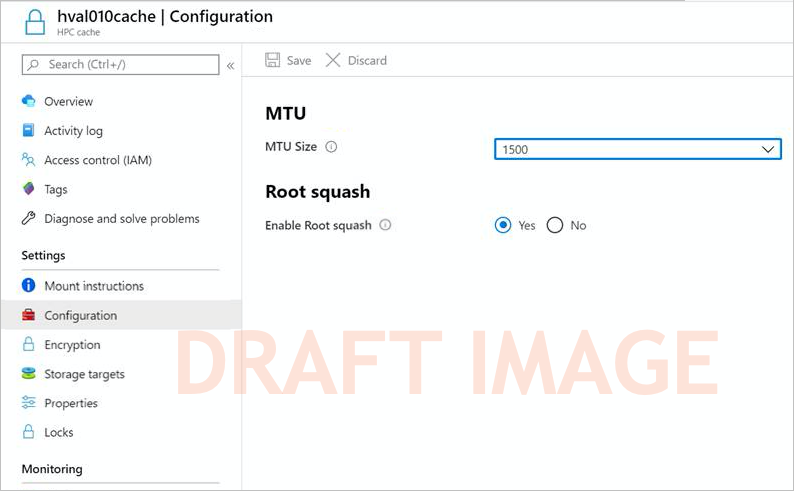 hval010cache | Configuration
HPC cache
Search (Ctrl+/)
«
Save
Discard
Overview
Activity log
Access control (IAM)
Tags
Diagnose and solve problems
Settings
Mount instructions
Configuration
Encryption
Storage targets
Properties
Locks
Monitoring
MTU
MTU Size
1500
Root squash
Enable Root squash
Yes
No
DRAFT IMAGE